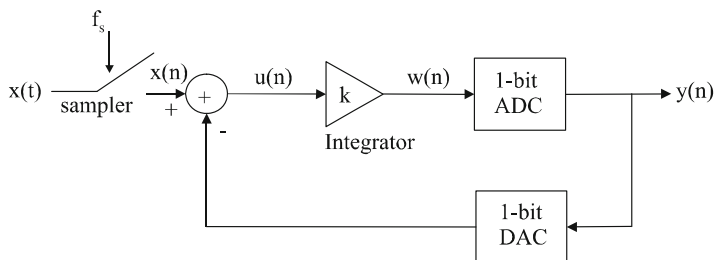 f_s
x(t)
sampler
x(n)
+
+
-
u(n)
k
Integrator
w(n)
1-bit
ADC
y(n)
1-bit
DAC